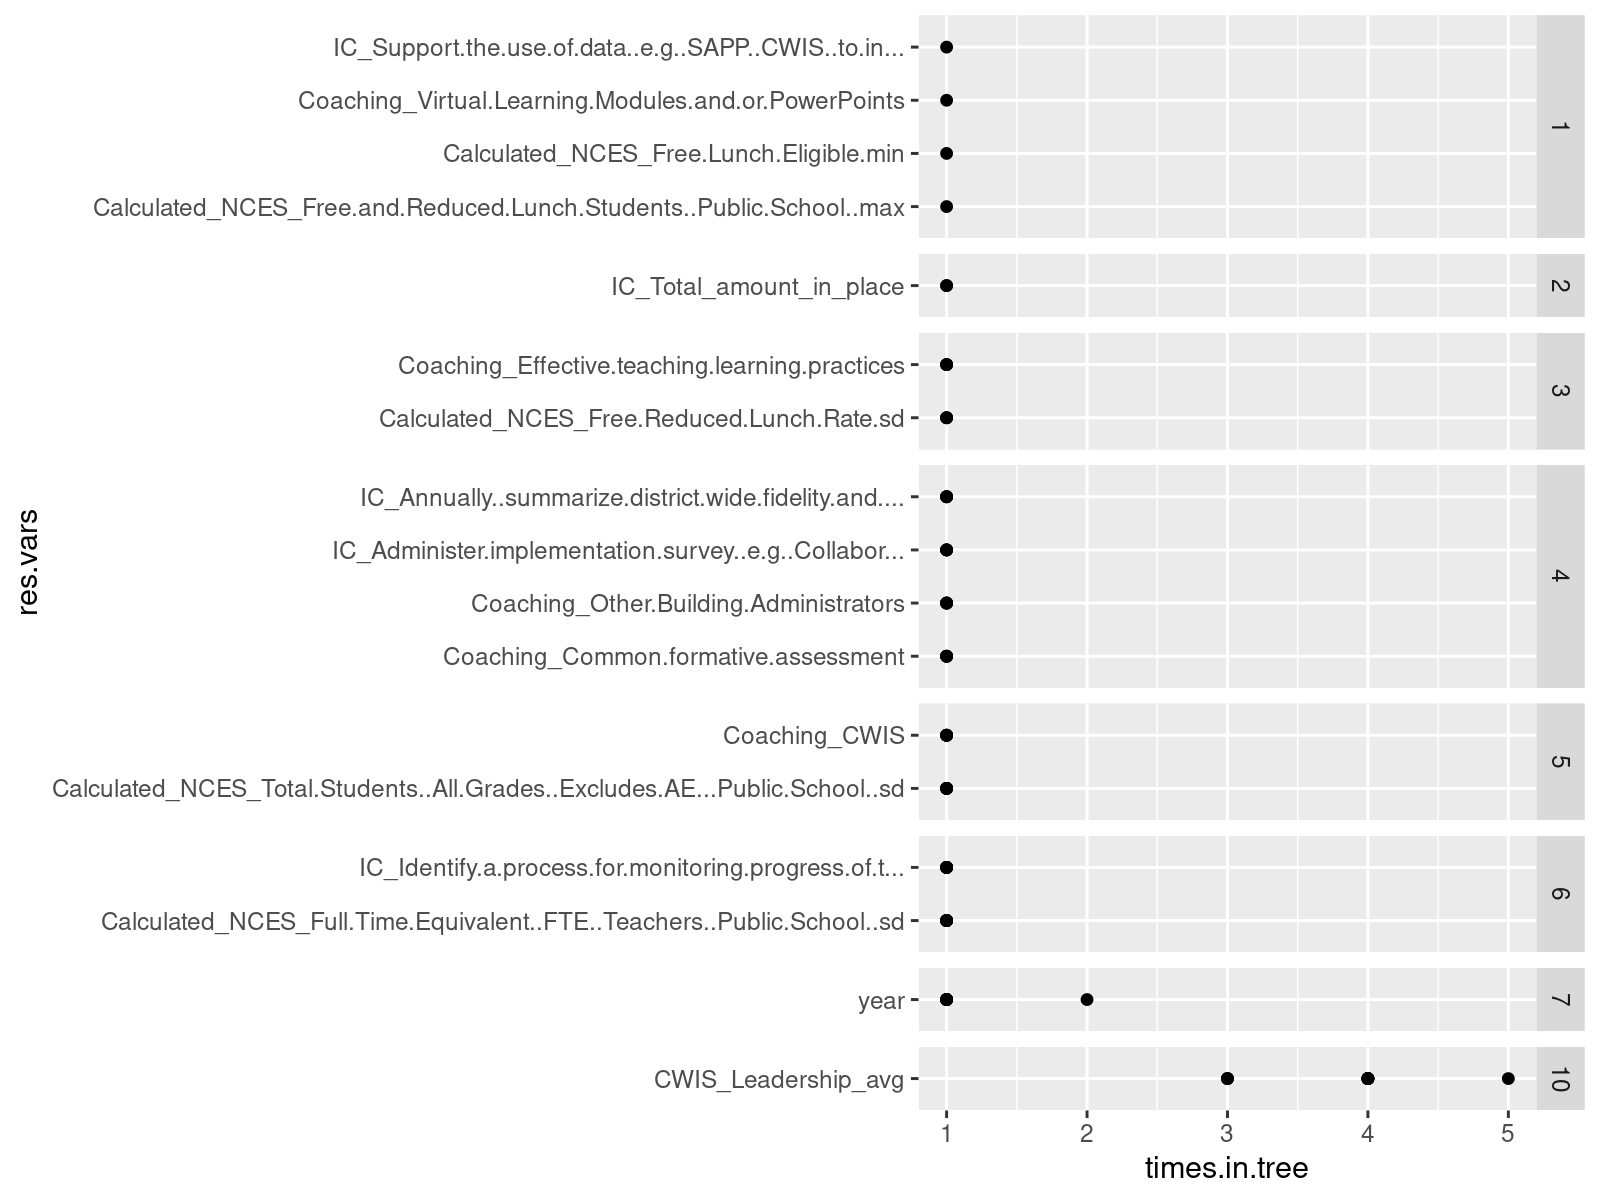 IC_Support.the.use.of.data..e.g..SAPP..CWIS..to.in...
Coaching_Virtual.Learning.Modules.and.or.PowerPoints
Calculated_NCES_Free.Lunch.Eligible.min
Calculated_NCES_Free.and.Reduced.Lunch.Students..Public.School..max
1
IC_Total_amount_in_place
2
Coaching_Effective.teaching.learning.practices
Calculated_NCES_Free.Reduced.Lunch.Rate.sd
3
IC_Annually..summarize.district.wide.fidelity.and....
IC_Administer.implementation.survey..e.g..Collabor...
Coaching_Other.Building.Administrators
Coaching_Common.formative.assessment
4
Coaching_CWIS
Calculated_NCES_Total.Students..All.Grades..Excludes.AE...Public.School..sd
5
IC_Identify.a.process.for.monitoring.progress.of.t...
Calculated_NCES_Full.Time.Equivalent..FTE..Teachers..Public.School..sd
6
year
7
CWIS_Leadership_avg
10
1 2 3 4 5
times.in.tree
res.vars